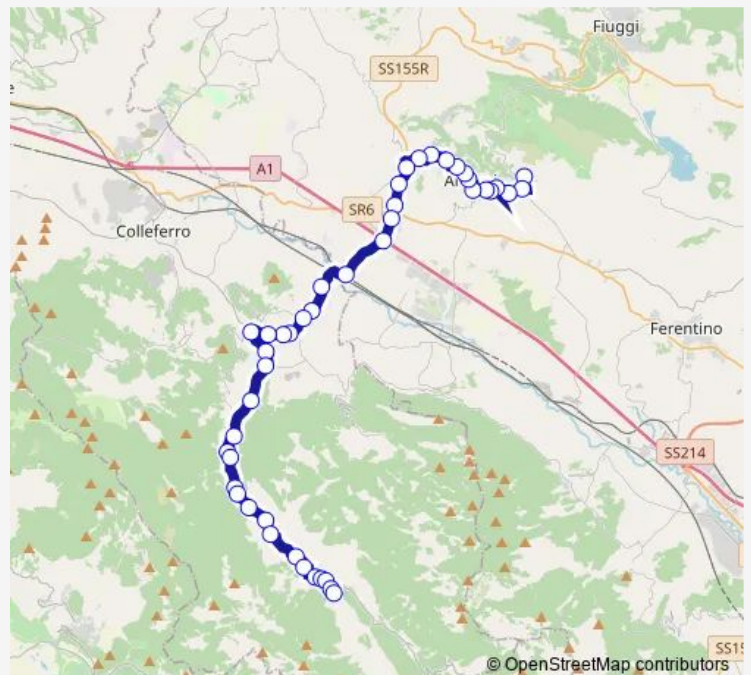 Fiuggi
SS155R
e
A1
SR6
Colleferro
Ferentino
SS214
© OpenStreetMap contributors